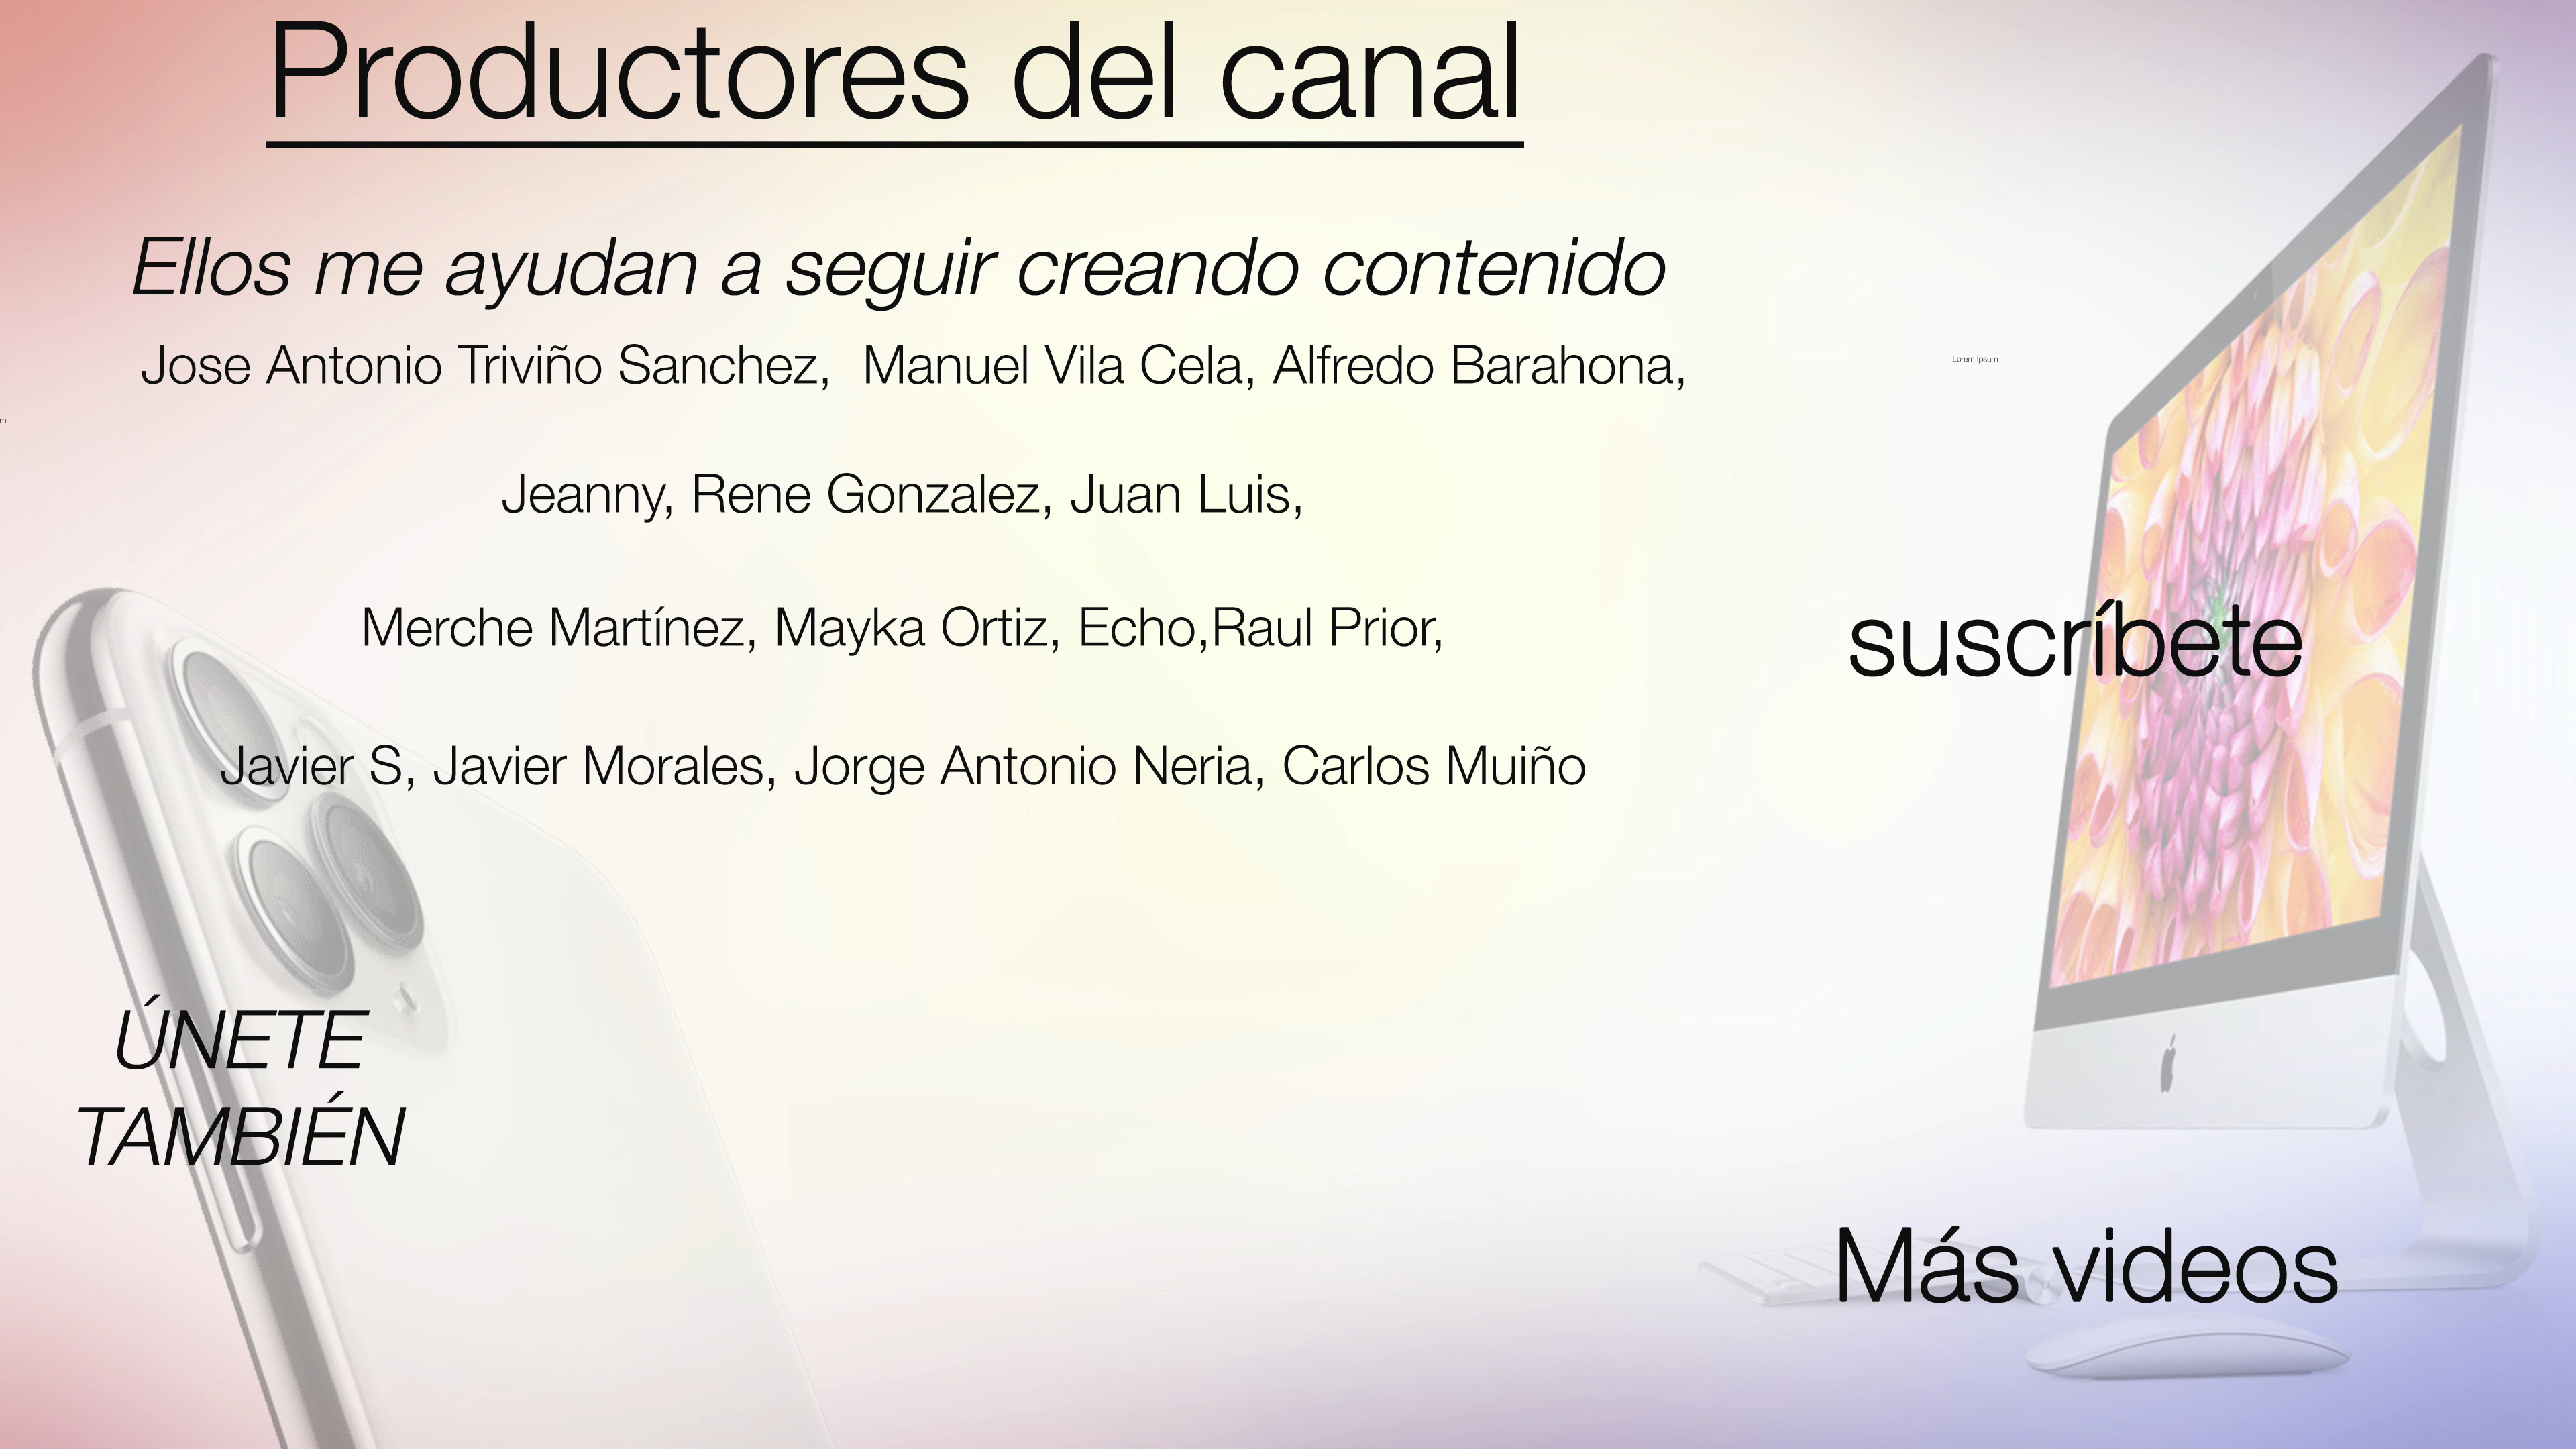 Productores del canal
Ellos me ayudan a seguir creando contenido
Jose Antonio Triviño Sanchez,  Manuel Vila Cela, Alfredo Barahona,
Lorem Ipsum
Jeanny, Rene Gonzalez, Juan Luis,
Merche Martínez, Mayka Ortiz, Echo,Raul Prior,
suscríbete
Javier S, Javier Morales, Jorge Antonio Neria, Carlos Muiño
ÚNETE
TAMBIÉN
Más videos